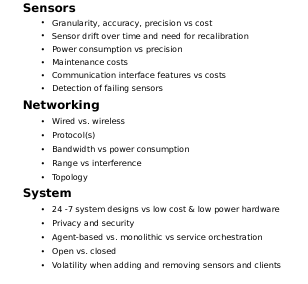 Sensors
• Granularity, accuracy, precision vs cost
• Sensor drift over time and need for recalibration
• Power consumption vs precision
• Maintenance costs
• Communication interface features vs costs
• Detection of failing sensors
Networking
• Wired vs. wireless
• Protocol(s)
• Bandwidth vs power consumption
• Range vs interference
• Topology
System
• 24 -7 system designs vs low cost & low power hardware
• Privacy and security
• Agent-based vs. monolithic vs service orchestration
• Open vs. closed
• Volatility when adding and removing sensors and clients